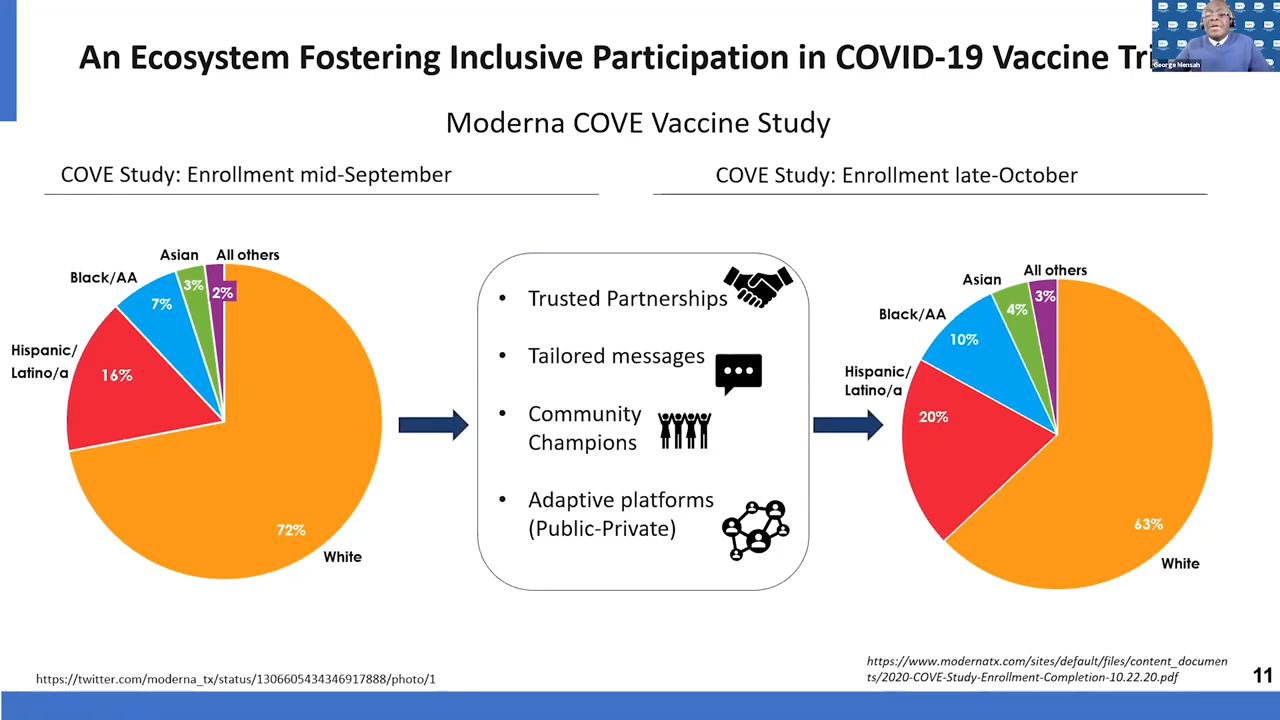 An Ecosystem Fostering Inclusive Participation in COVID-19 Vaccine
George Mensah
Moderna COVE Vaccine Study
COVE Study: Enrollment mid-September
COVE Study: Enrollment late-October
Asian
All others
Black/AA
3%
2%
7%
Hispanic/
Latino/a
16%
72%
White
• Trusted Partnerships
• Tailored messages
• Community
Champions
• Adaptive platforms
(Public-Private)
All others
Asian
3%
4%
Black/AA
10%
Hispanic/
Latino/a
20%
63%
White
https://twitter.com/moderna_tx/status/1306605434346917888/photo/1
https://www.modernatx.com/sites/default/files/content_documen
ts/2020-COVE-Study-Enrollment-Completion-10.22.20.pdf
11